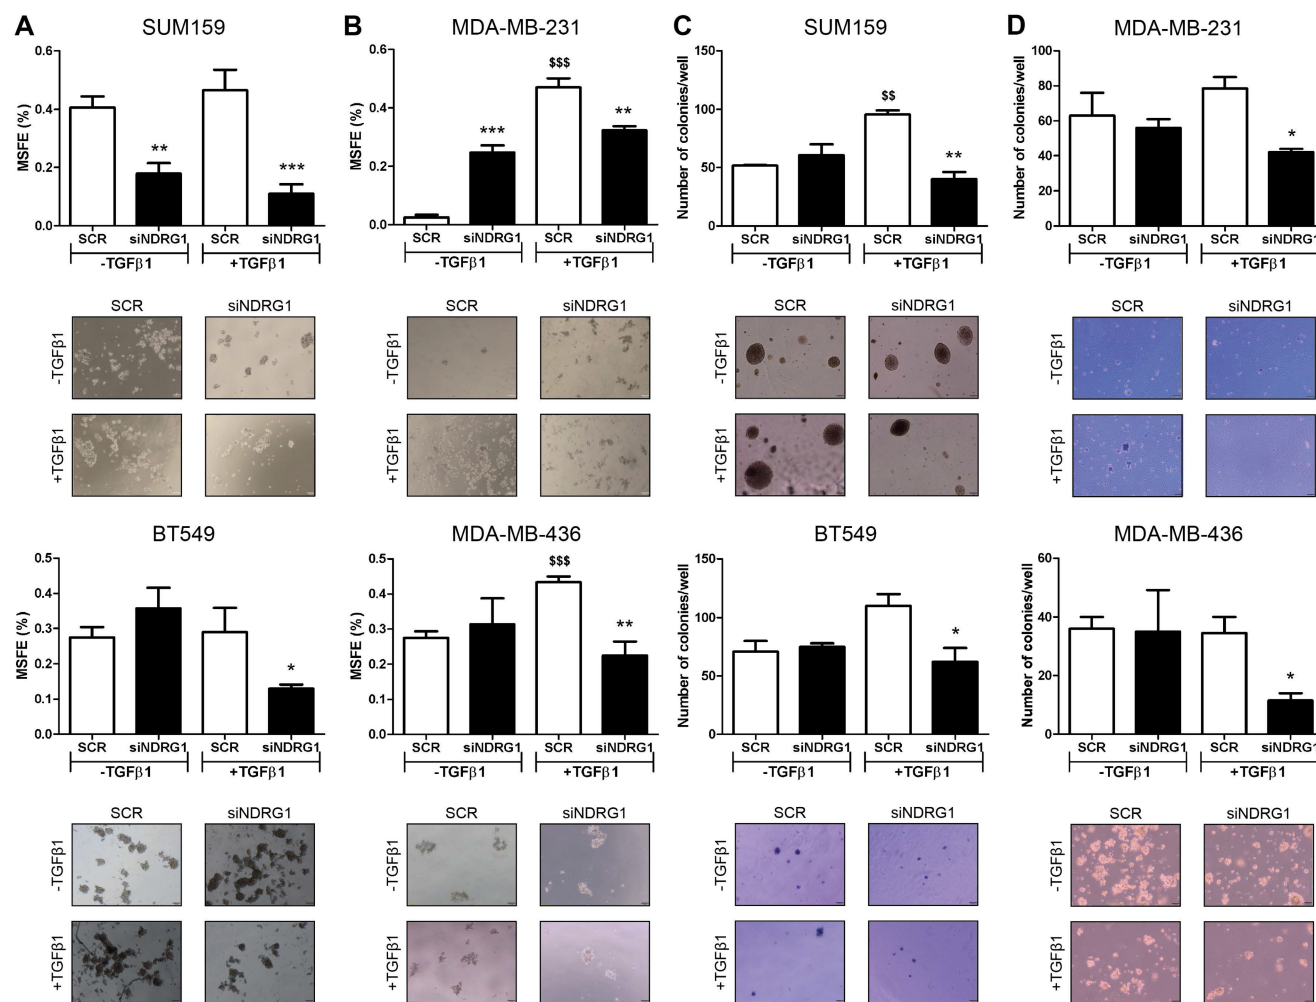 A SUM159
MSFE (%)
0.6
0.4
0.2
0.0
** ***
SCR siNDRG1 SCR siNDRG1
-TGFβ1 +TGFβ1
SCR siNDRG1
-TGFβ1
+TGFβ1
BT549
MSFE (%)
0.5
0.4
0.3
0.2
0.1
0.0
*
SCR siNDRG1 SCR siNDRG1
-TGFβ1 +TGFβ1
SCR siNDRG1
-TGFβ1
+TGFβ1
B MDA-MB-231
MSFE (%)
0.6
0.4
0.2
0.0
*** $$$ **
SCR siNDRG1 SCR siNDRG1
-TGFβ1 +TGFβ1
SCR siNDRG1
-TGFβ1
+TGFβ1
MDA-MB-436
MSFE (%)
0.5
0.4
0.3
0.2
0.1
0.0
$$$ **
SCR siNDRG1 SCR siNDRG1
-TGFβ1 +TGFβ1
SCR siNDRG1
-TGFβ1
+TGFβ1
C SUM159
Number of colonies/well
150
100
50
0
$$ **
SCR siNDRG1 SCR siNDRG1
-TGFβ1 +TGFβ1
SCR siNDRG1
-TGFβ1
+TGFβ1
BT549
Number of colonies/well
150
100
50
0
*
SCR siNDRG1 SCR siNDRG1
-TGFβ1 +TGFβ1
SCR siNDRG1
-TGFβ1
+TGFβ1
D MDA-MB-231
Number of colonies/well
100
80
60
40
20
0
*
SCR siNDRG1 SCR siNDRG1
-TGFβ1 +TGFβ1
SCR siNDRG1
-TGFβ1
+TGFβ1
MDA-MB-436
Number of colonies/well
60
40
20
0
*
SCR siNDRG1 SCR siNDRG1
-TGFβ1 +TGFβ1
SCR siNDRG1
-TGFβ1
+TGFβ1